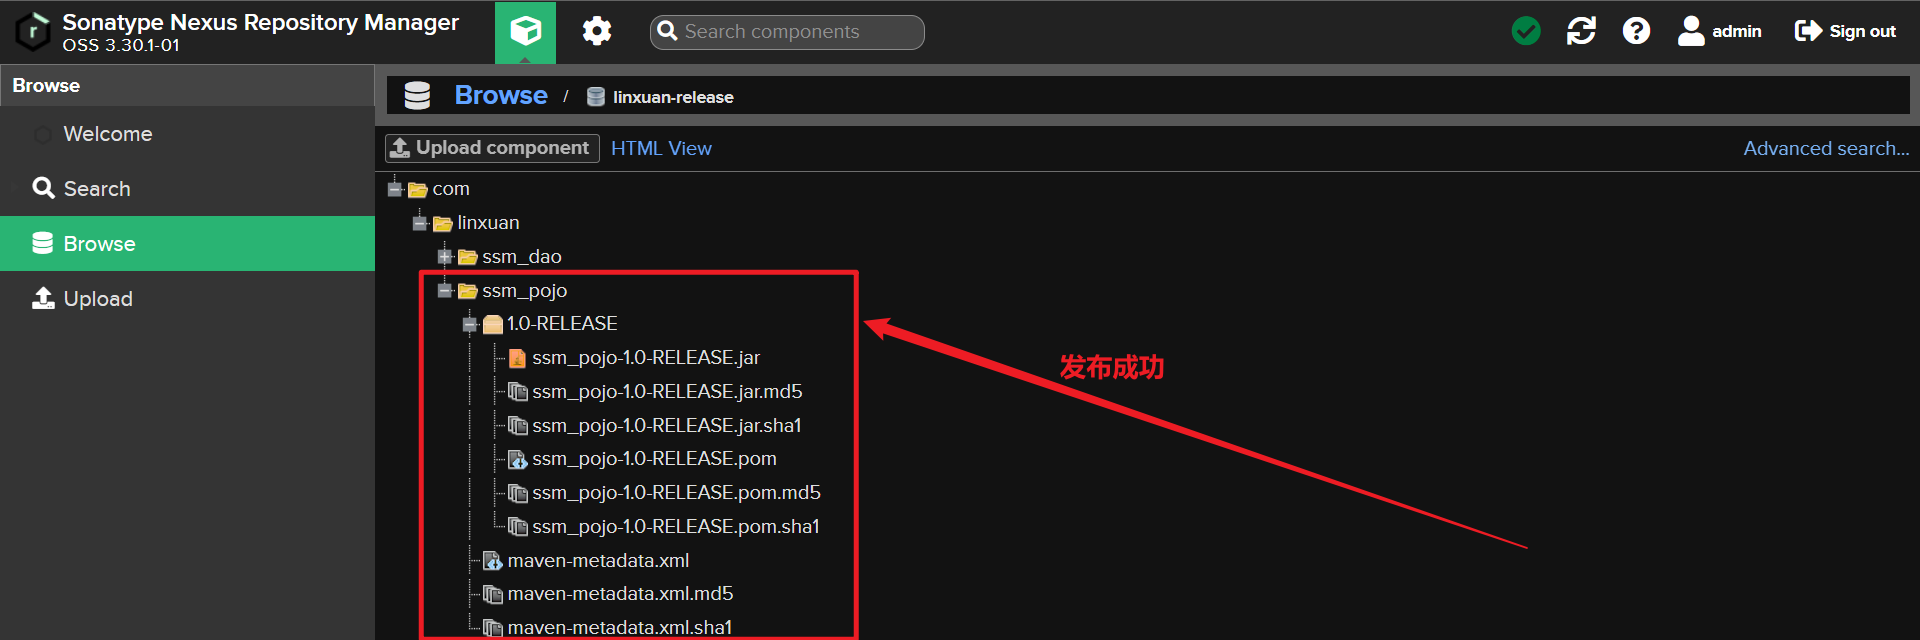 Sonatype Nexus Repository Manager
OSS 3.30.1-01
Search components
admin
Sign out
Browse
Welcome
Search
Browse
Upload
Browse / linxuan-release
Upload component
HTML View
Advanced search...
com
linxuan
ssm_dao
ssm_pojo
1.0-RELEASE
ssm_pojo-1.0-RELEASE.jar
ssm_pojo-1.0-RELEASE.jar.md5
ssm_pojo-1.0-RELEASE.jar.sha1
ssm_pojo-1.0-RELEASE.pom
ssm_pojo-1.0-RELEASE.pom.md5
ssm_pojo-1.0-RELEASE.pom.sha1
maven-metadata.xml
maven-metadata.xml.md5
maven-metadata.xml.sha1
发布成功